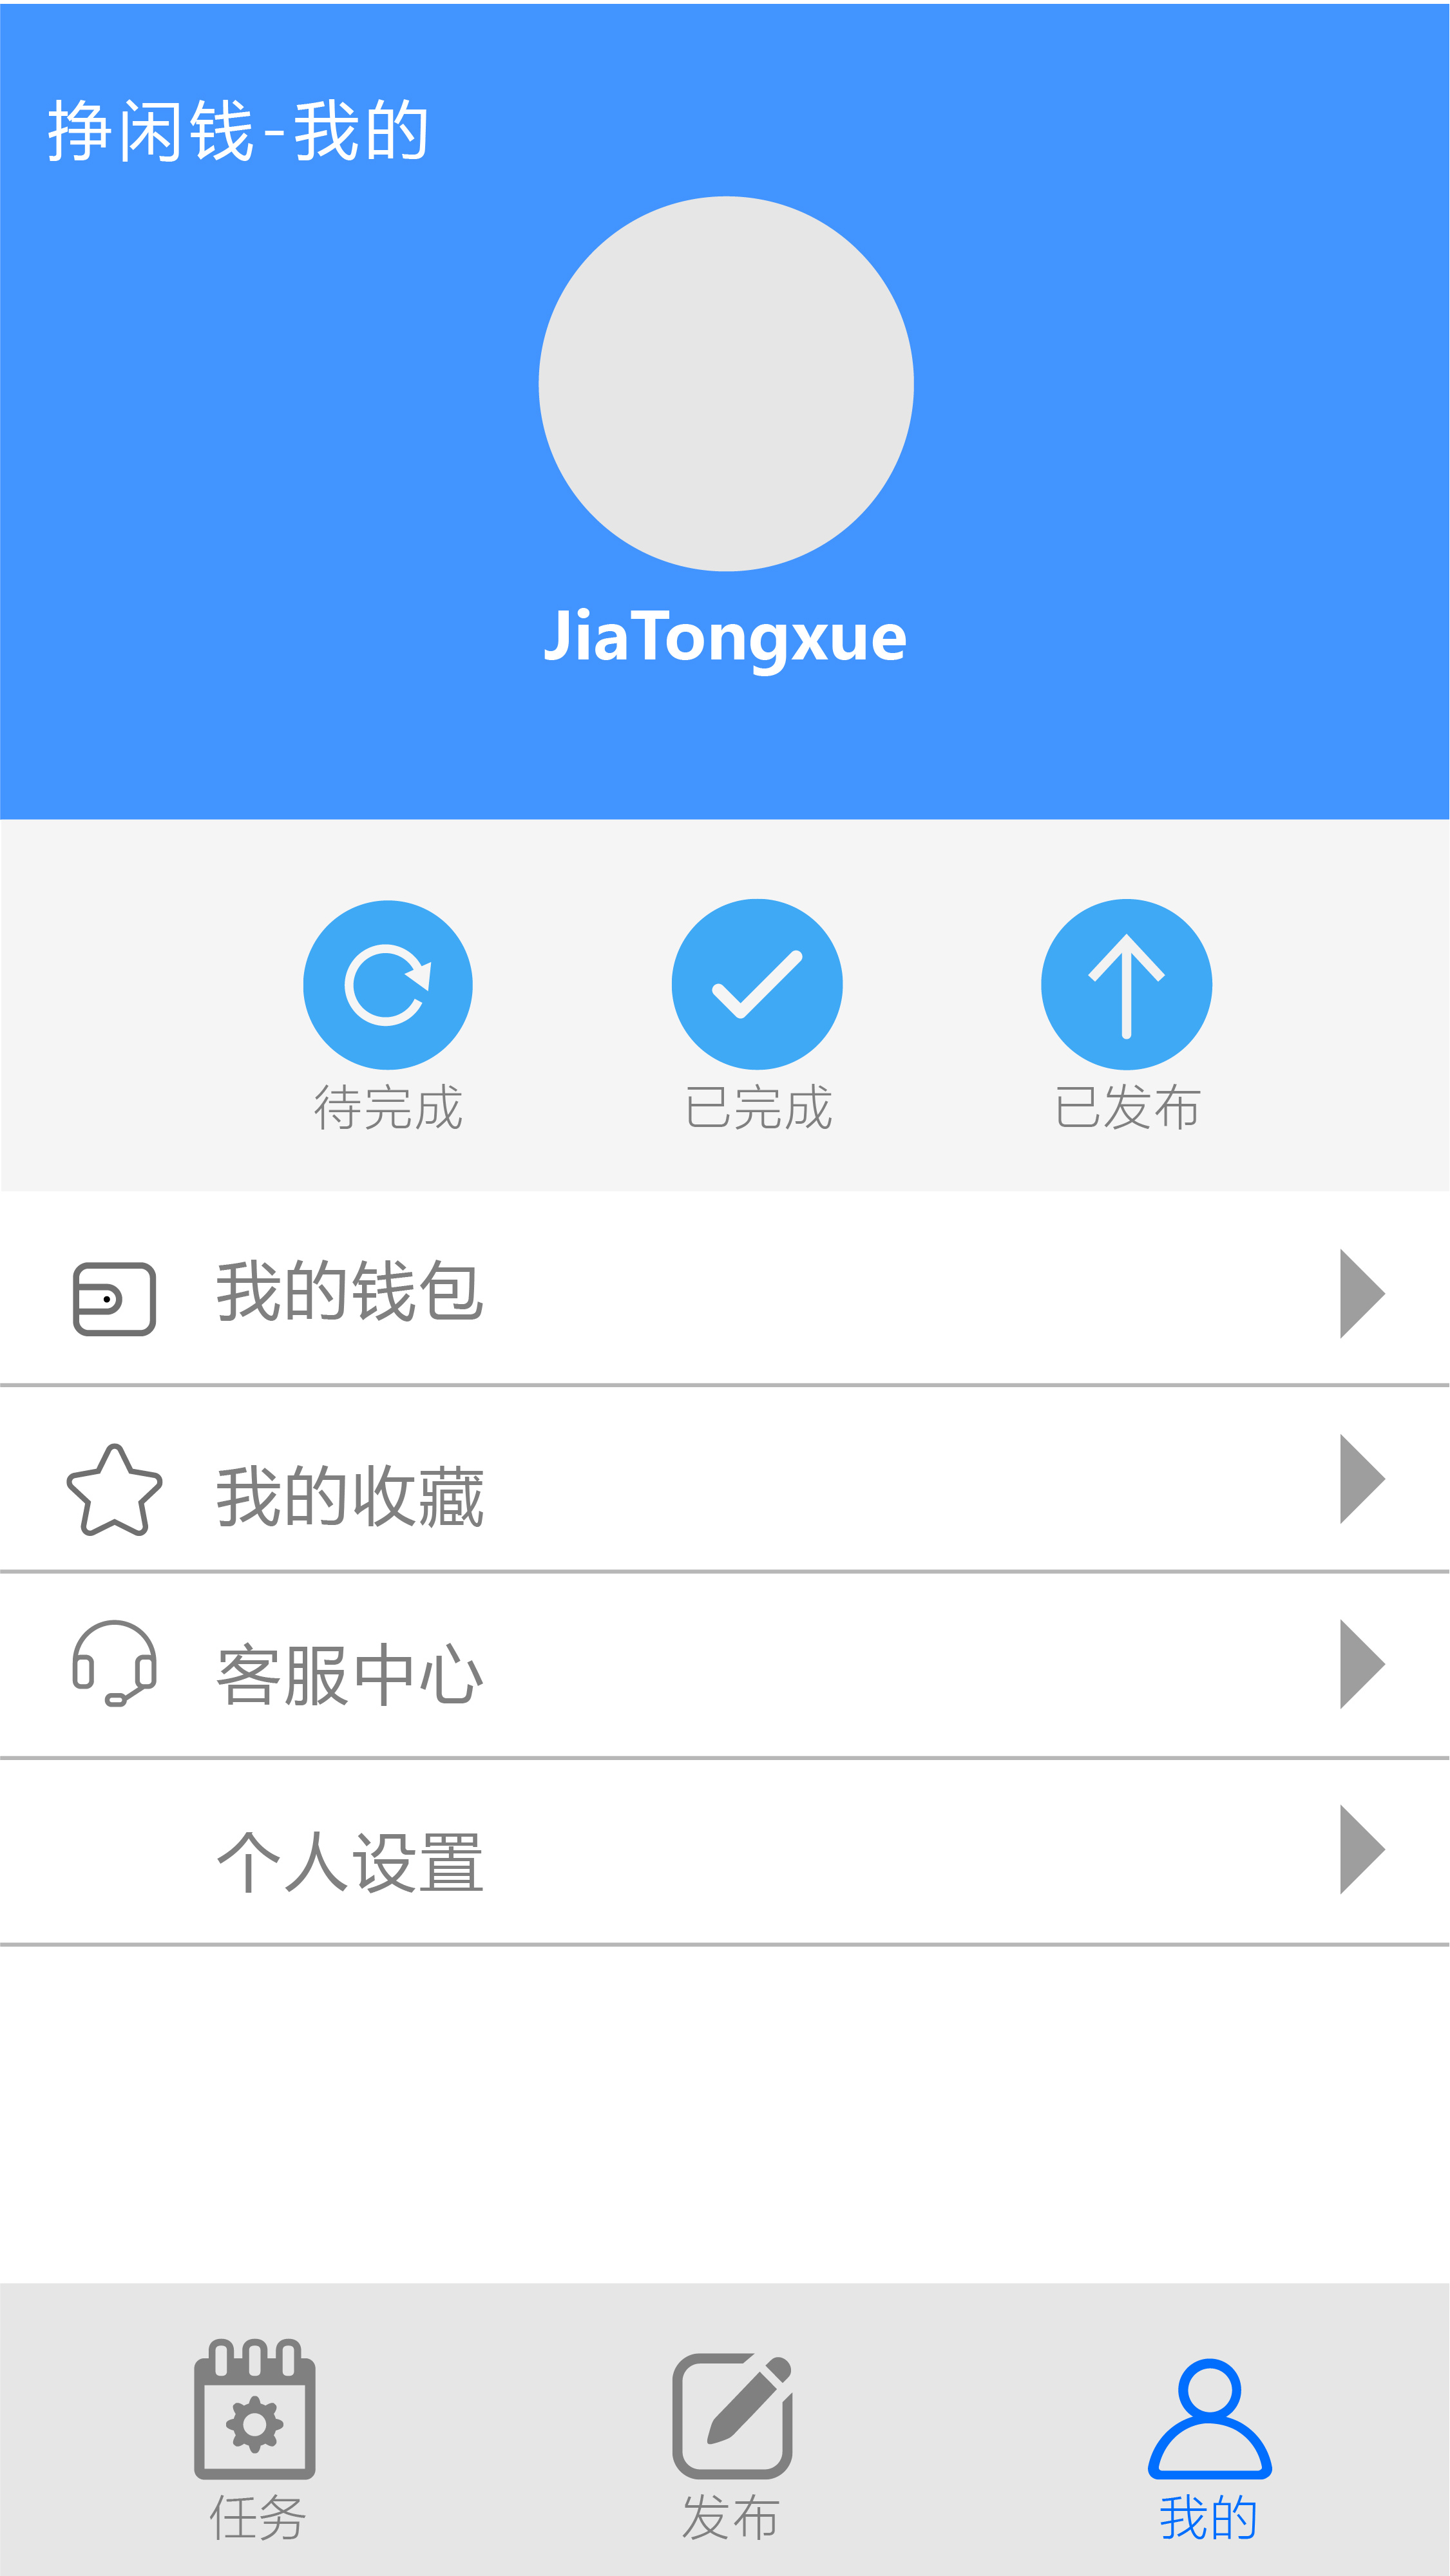 挣闲钱-我的
JiaTongxue
待完成 已完成 已发布
我的钱包
我的收藏
客服中心
个人设置
任务 发布 我的